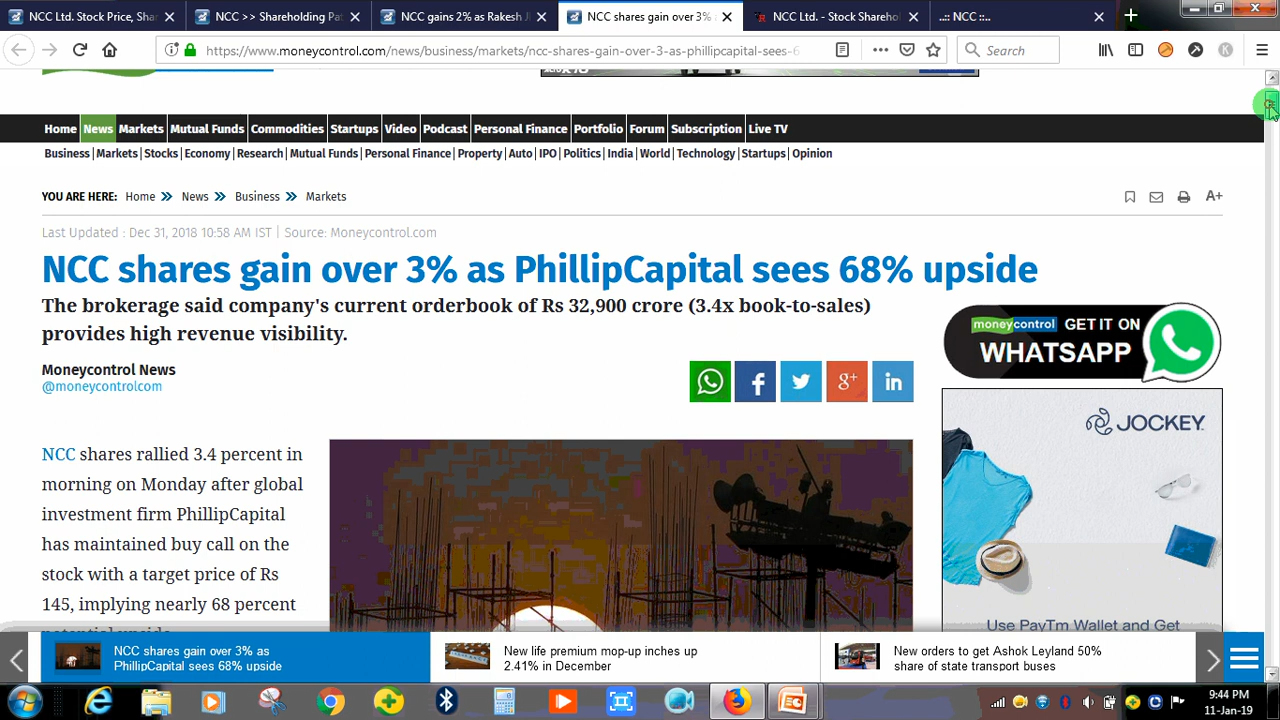 NCC Ltd. Stock Price, Shar
NCC >> Shareholding Pat
NCC gains 2% as Rakesh J
NCC shares gain over 3%
NCC Ltd. - Stock Sharehol
..:: NCC ::..
https://www.moneycontrol.com/news/business/markets/ncc-shares-gain-over-3-as-phillipcapital-sees-6
Search
Home News Markets Mutual Funds Commodities Startups Video Podcast Personal Finance Portfolio Forum Subscription Live TV
Business| Markets| Stocks| Economy| Research| Mutual Funds| Personal Finance| Property| Auto| IPO| Politics| India| World| Technology| Startups| Opinion
YOU ARE HERE: Home » News » Business » Markets
A+
Last Updated : Dec 31, 2018 10:58 AM IST | Source: Moneycontrol.com
NCC shares gain over 3% as PhillipCapital sees 68% upside
The brokerage said company's current orderbook of Rs 32,900 crore (3.4x book-to-sales)
provides high revenue visibility.
moneycontrol GET IT ON
WHATSAPP
Moneycontrol News
@moneycontrolcom
f
g+
in
JOCKEY
NCC shares rallied 3.4 percent in
morning on Monday after global
investment firm PhillipCapital
has maintained buy call on the
stock with a target price of Rs
145, implying nearly 68 percent
potential upside
Use PayTm Wallet and Get
NCC shares gain over 3% as
PhillipCapital sees 68% upside
New life premium mop-up inches up
2.41% in December
New orders to get Ashok Leyland 50%
share of state transport buses
9:44 PM
11-Jan-19